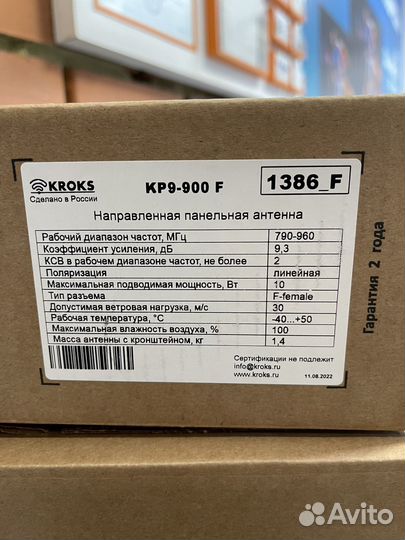 KROKS
Сделано в России
KP9-900 F
1386_F
Направленная панельная антенна
Рабочий диапазон частот, МГц 790-960
Коэффициент усиления, дБ 9,3
КСВ в рабочем диапазоне частот, не более 2
Поляризация линейная
Максимальная подводимая мощность, Вт 10
Тип разъема F-female
Допустимая ветровая нагрузка, м/с 30
Рабочая температура, °C -40...+50
Максимальная влажность воздуха, % 100
Масса антенны с кронштейном, кг 1,4
Сертификации не подлежит
info@kroks.ru
www.kroks.ru 11.08.2022
Гарантия 2 года
Avito